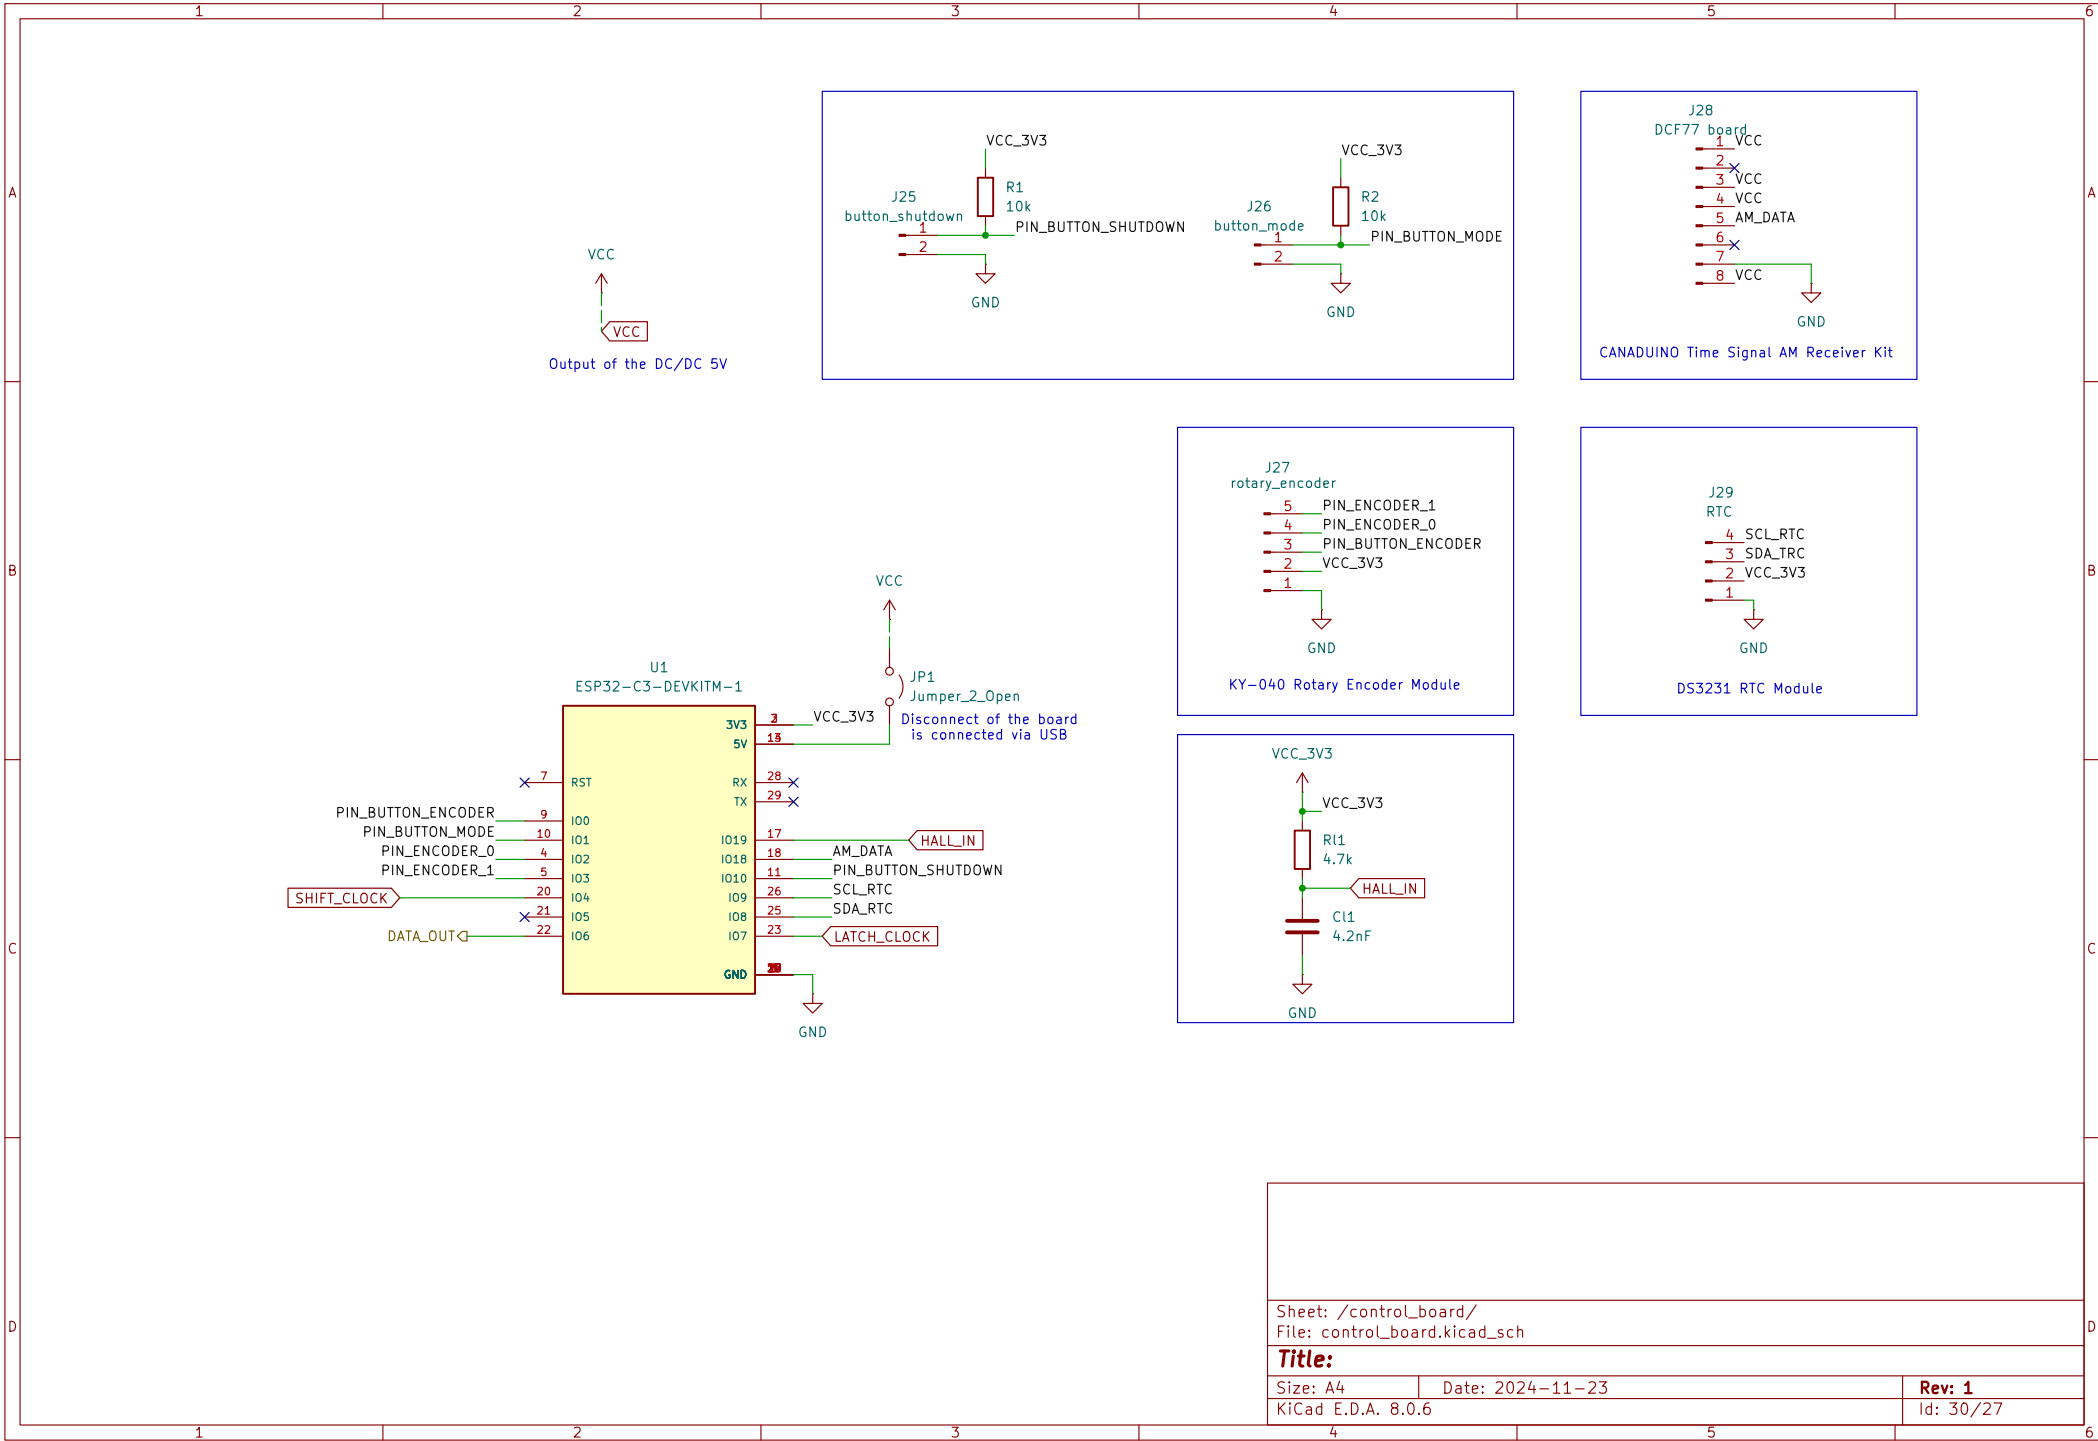 1 2 3 4 5 6
A A
B B
C C
D D
1 2 3 4 5 6
VCC
VCC
Output of the DC/DC 5V
J25
button_shutdown
1
2
VCC_3V3
R1
10k
PIN_BUTTON_SHUTDOWN
GND
J26
button_mode
1
2
VCC_3V3
R2
10k
PIN_BUTTON_MODE
GND
J28
DCF77 board
1 VCC
2
3 VCC
4 VCC
5 AM_DATA
6
7
8 VCC
GND
CANADUINO Time Signal AM Receiver Kit
J27
rotary_encoder
5 PIN_ENCODER_1
4 PIN_ENCODER_0
3 PIN_BUTTON_ENCODER
2 VCC_3V3
1
GND
KY-040 Rotary Encoder Module
J29
RTC
4 SCL_RTC
3 SDA_TRC
2 VCC_3V3
1
GND
DS3231 RTC Module
VCC
JP1
Jumper_2_Open
Disconnect of the board
is connected via USB
U1
ESP32-C3-DEVKITM-1
3V3 VCC_3V3
5V
7 RST RX 28
TX 29
PIN_BUTTON_ENCODER 9 IO0
PIN_BUTTON_MODE 10 IO1 IO19 17 HALL_IN
PIN_ENCODER_0 4 IO2 IO18 18 AM_DATA
PIN_ENCODER_1 5 IO3 IO10 11 PIN_BUTTON_SHUTDOWN
SHIFT_CLOCK 20 IO4 IO9 26 SCL_RTC
21 IO5 IO8 25 SDA_RTC
DATA_OUT 22 IO6 IO7 23 LATCH_CLOCK
GND
GND
VCC_3V3
VCC_3V3
Rl1
4.7k
HALL_IN
Cl1
4.2nF
GND
Sheet: /control_board/
File: control_board.kicad_sch
Title:
Size: A4 Date: 2024-11-23 Rev: 1
KiCad E.D.A. 8.0.6 Id: 30/27